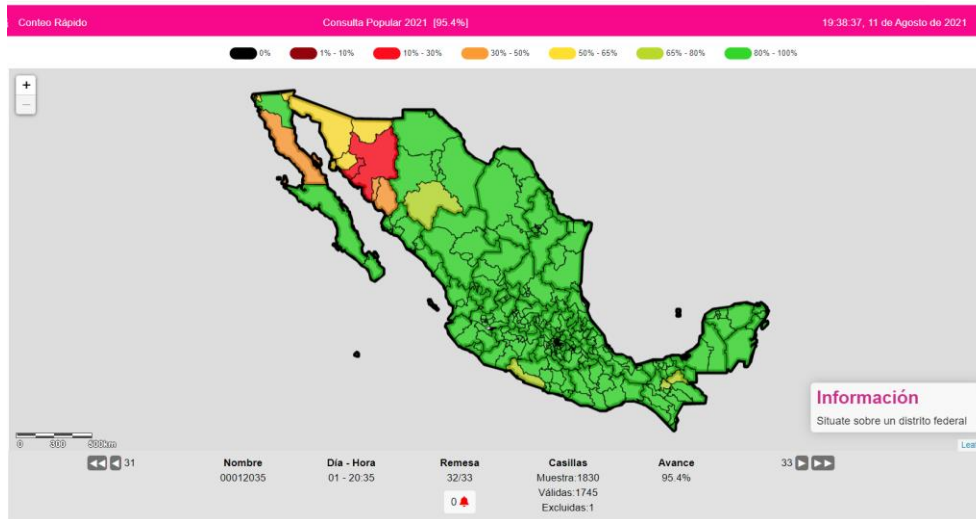 Conteo Rápido Consulta Popular 2021 [95.4%] 19:38:37, 11 de Agosto de 2021
0% 1% - 10% 10% - 30% 30% - 50% 50% - 65% 65% - 80% 80% - 100%
+
−
Información
Situate sobre un distrito federal
0 300 500km
Leaf
31 Nombre Día - Hora Remesa Casillas Avance 33
00012035 01 - 20:35 32/33 Muestra:1830 95.4%
Válidas:1745
0 Excluidas:1